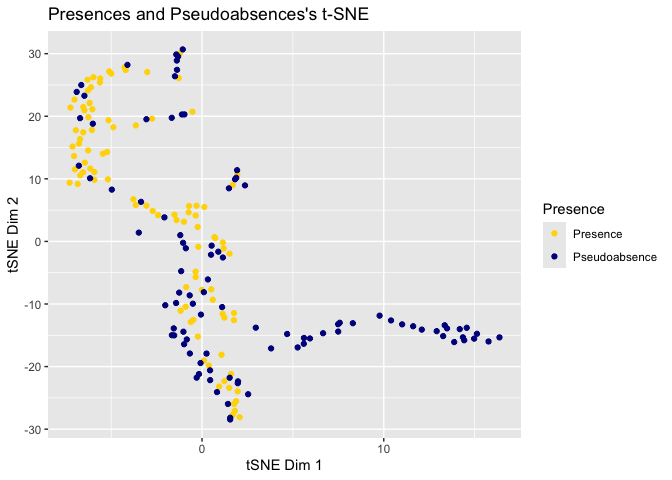 Presences and Pseudoabsences's t-SNE
30
20
10
0
-10
-20
-30
tSNE Dim 2
0
10
tSNE Dim 1
Presence
Presence
Pseudoabsence